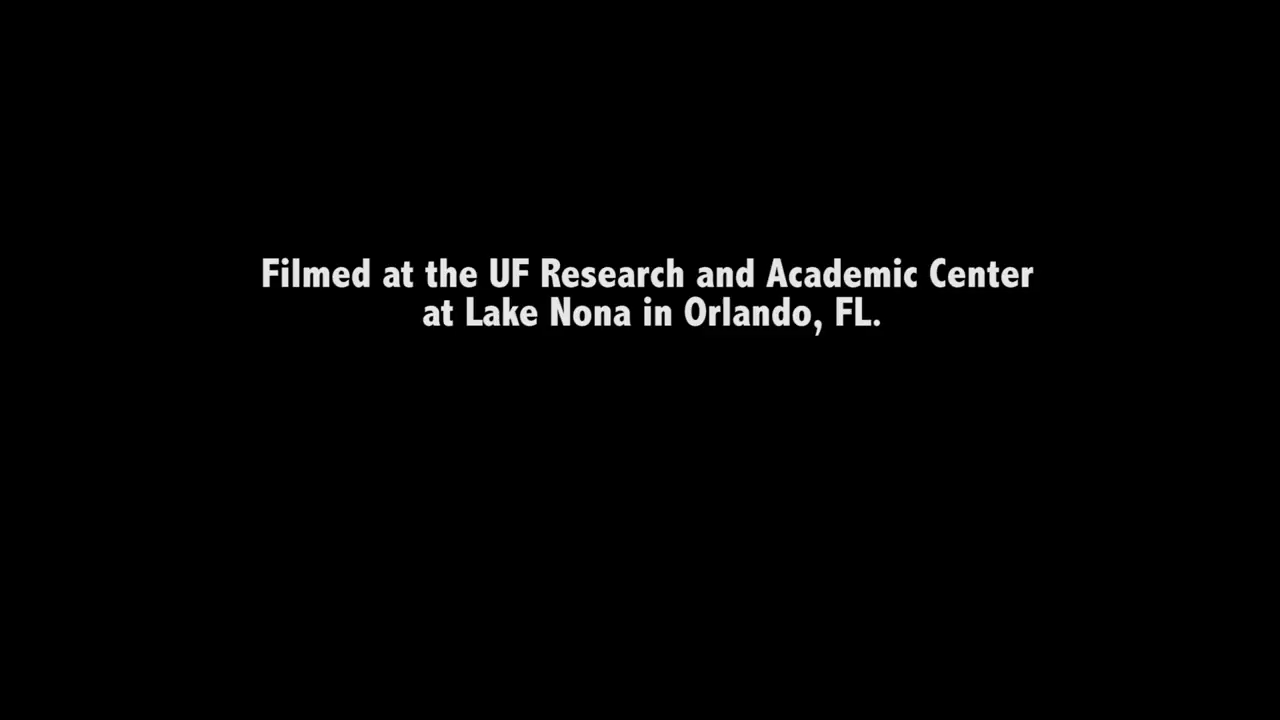 Filmed at the UF Research and Academic Center
at Lake Nona in Orlando, FL.